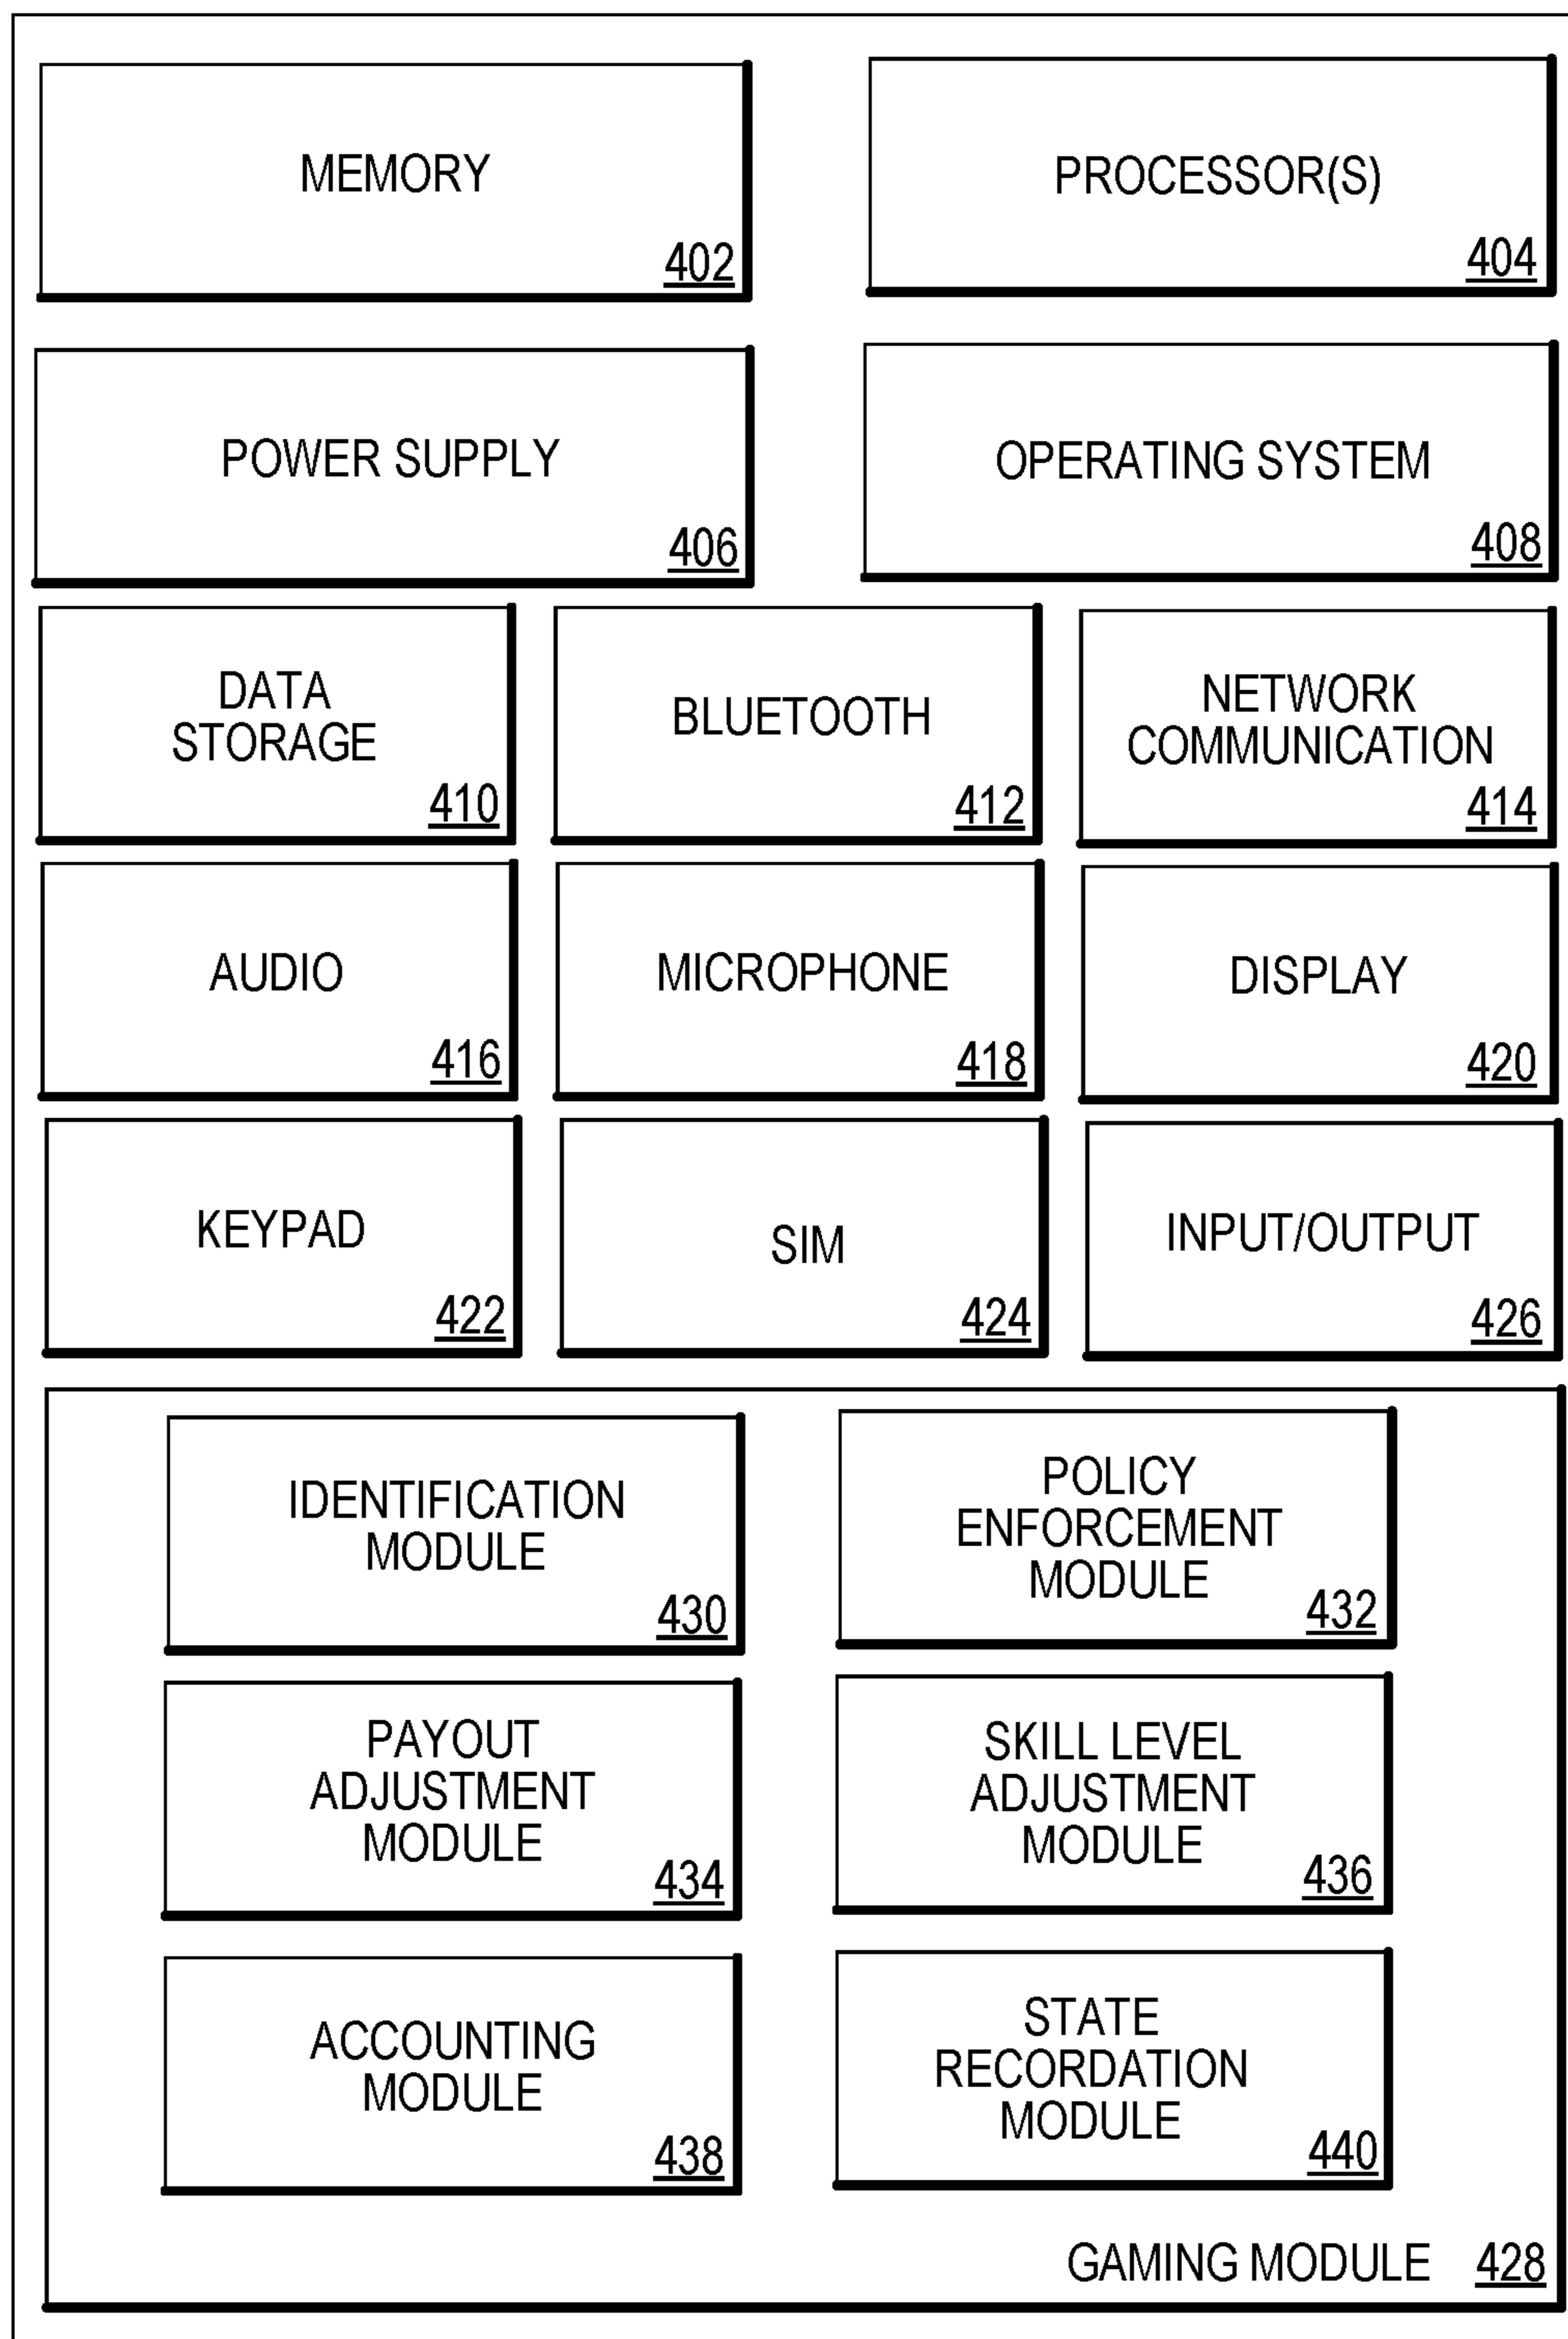 MEMORY
402
PROCESSOR(S)
404
POWER SUPPLY
406
OPERATING SYSTEM
408
DATA
STORAGE
410
BLUETOOTH
412
NETWORK
COMMUNICATION
414
AUDIO
416
MICROPHONE
418
DISPLAY
420
KEYPAD
422
SIM
424
INPUT/OUTPUT
426
IDENTIFICATION
MODULE
430
POLICY
ENFORCEMENT
MODULE
432
PAYOUT
ADJUSTMENT
MODULE
434
SKILL LEVEL
ADJUSTMENT
MODULE
436
ACCOUNTING
MODULE
438
STATE
RECORDATION
MODULE
440
GAMING MODULE 428